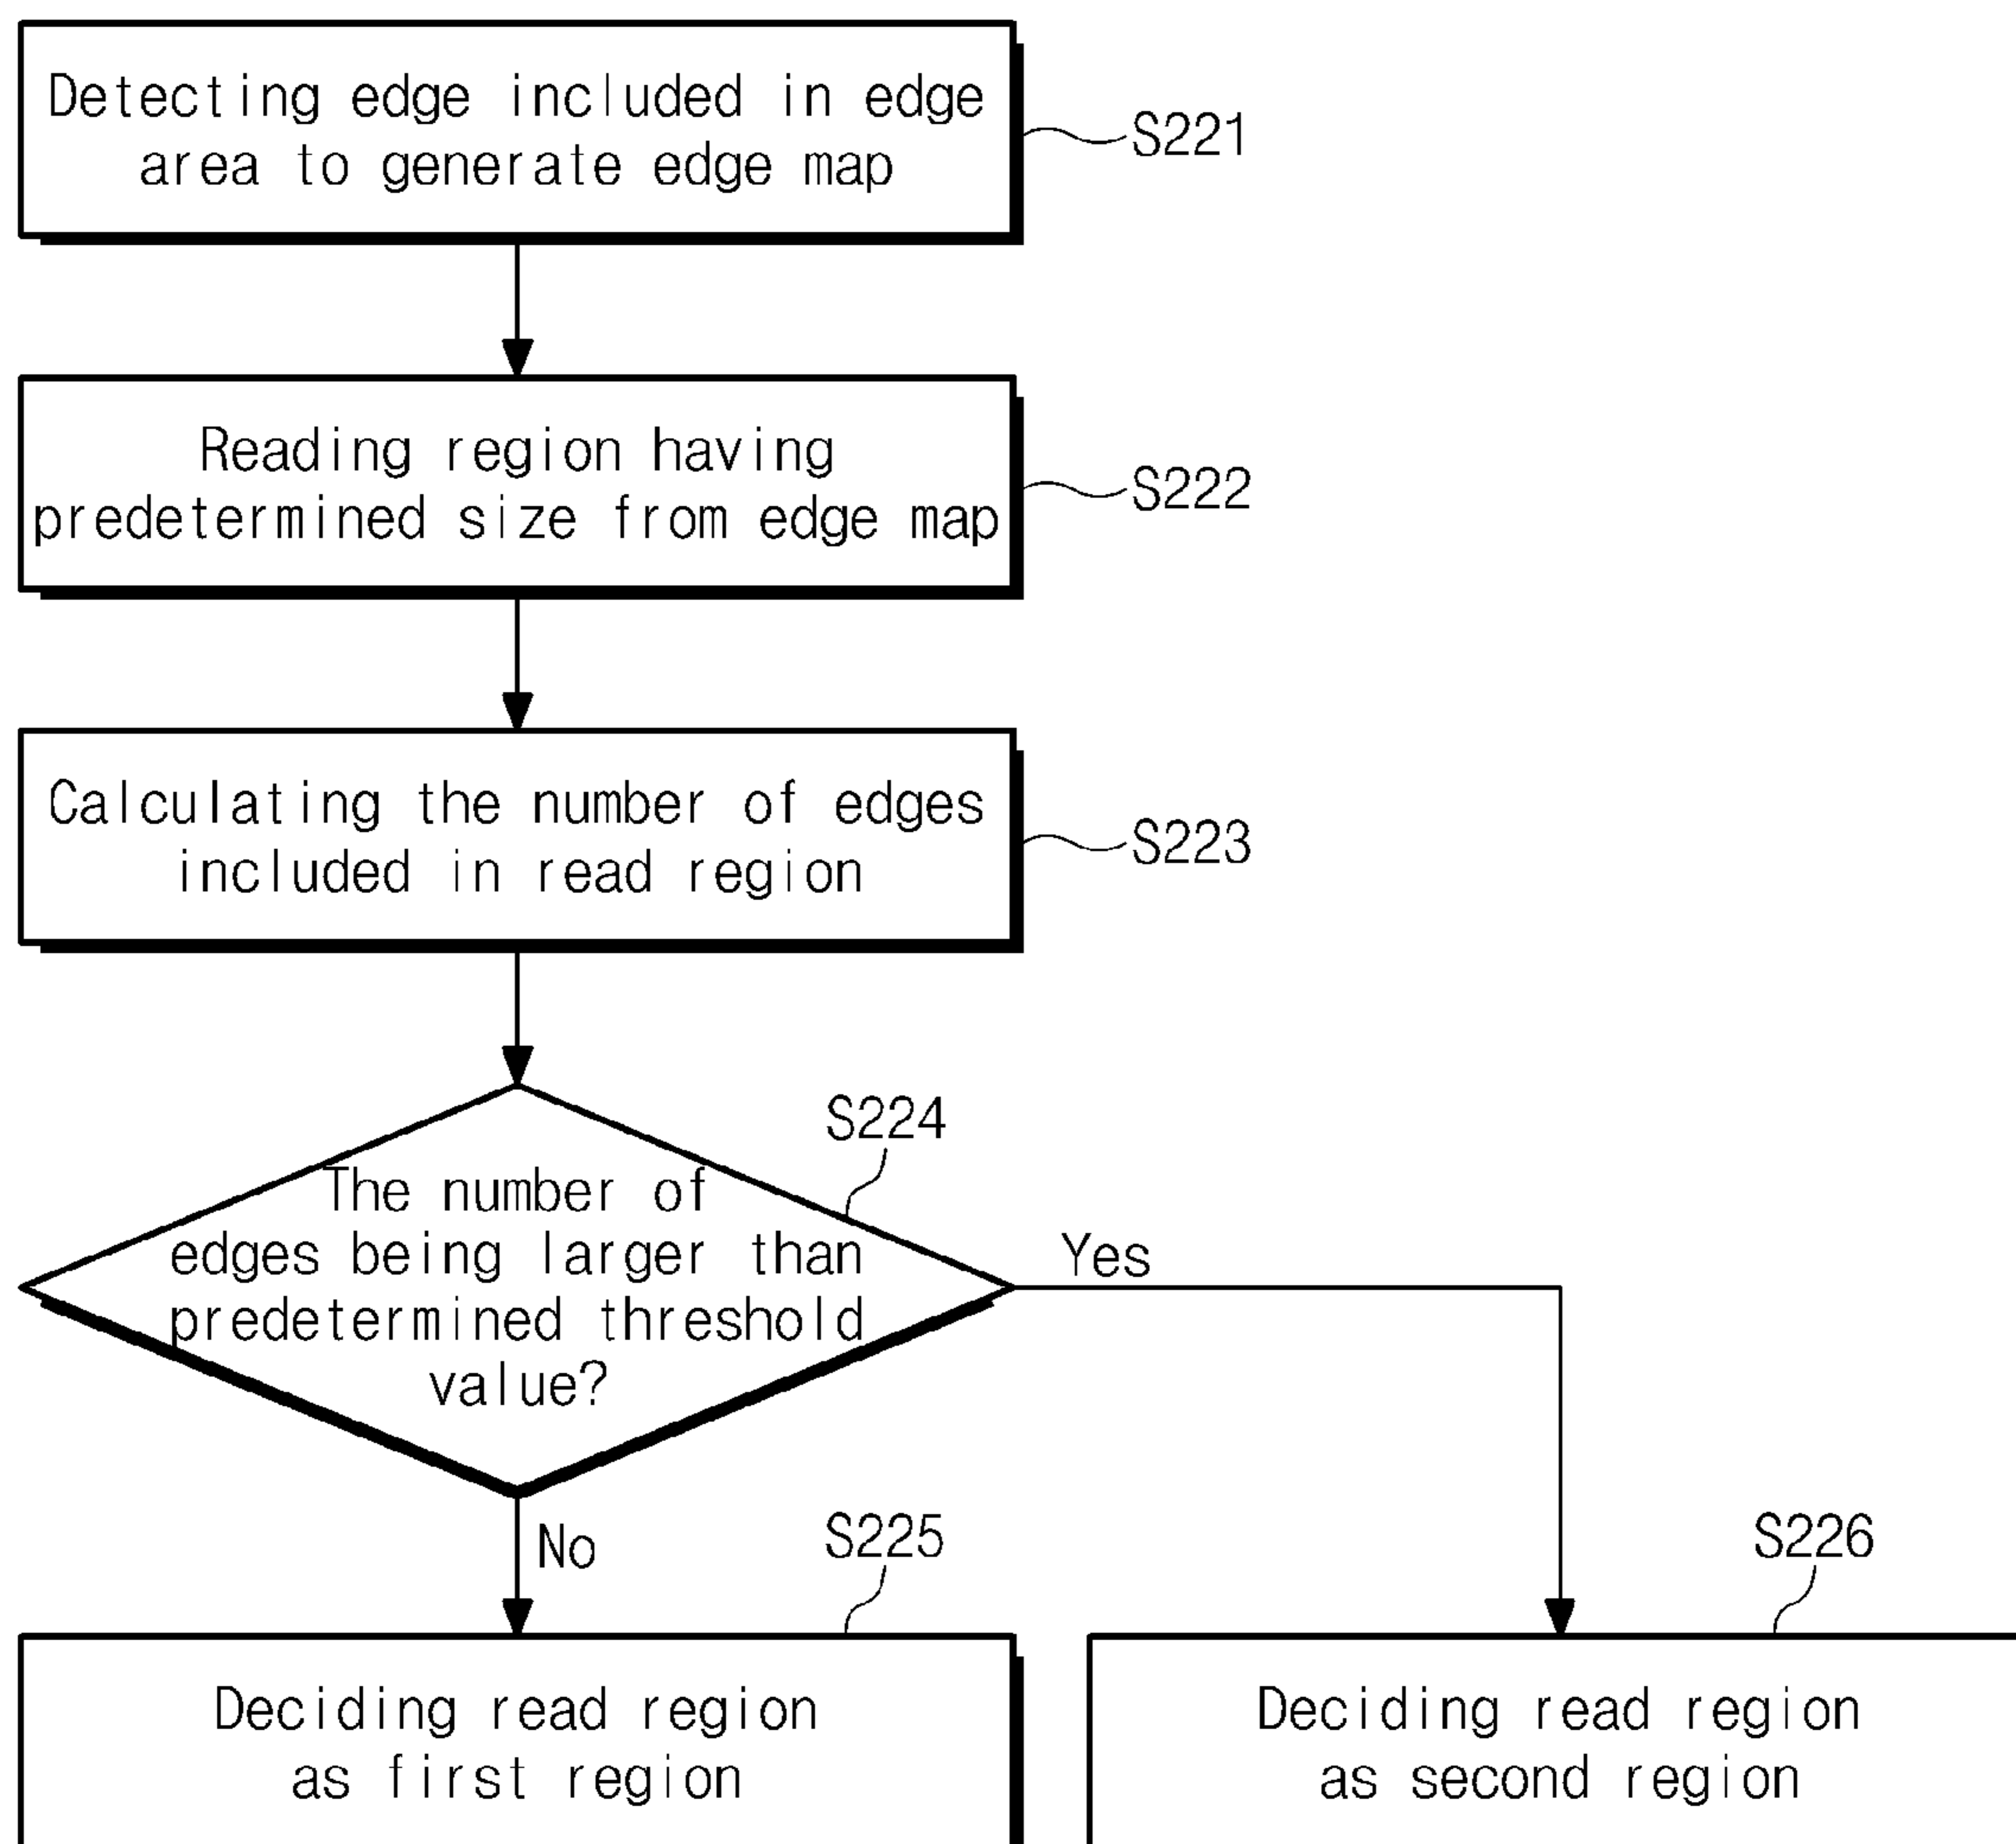 Detecting edge included in edge
area to generate edge map
S221
Reading region having
predetermined size from edge map
S222
Calculating the number of edges
included in read region
S223
S224
The number of
edges being larger than
predetermined threshold
value?
Yes
No
S225
Deciding read region
as first region
S226
Deciding read region
as second region